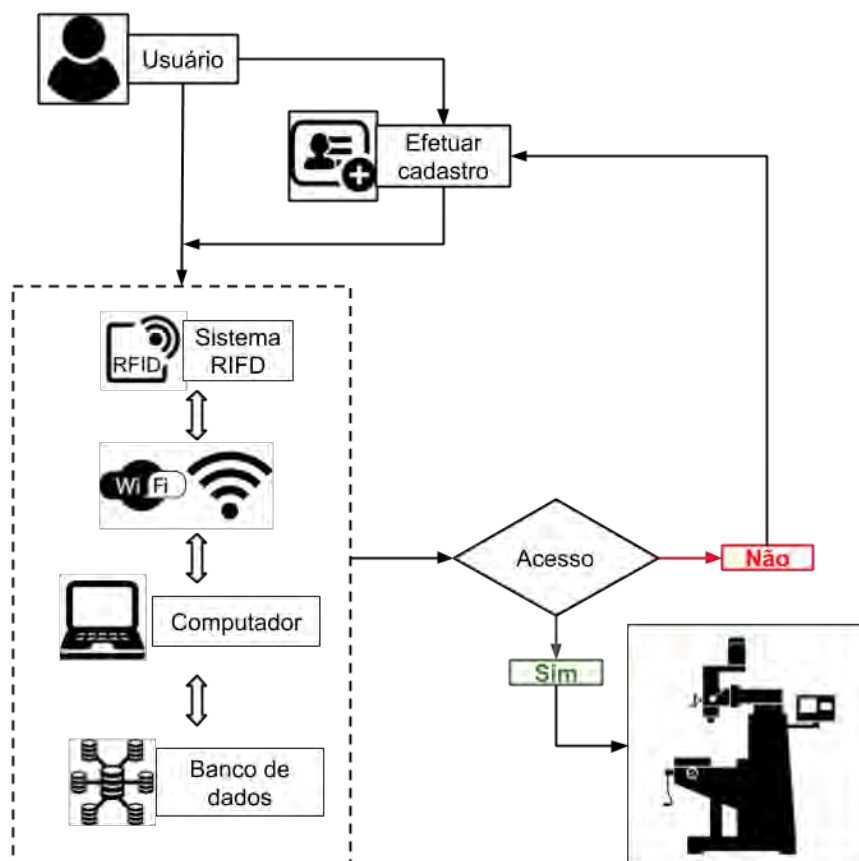 Usuário
Efetuar
cadastro
RFID
Sistema
RIFD
Wi Fi
Computador
Banco de
dados
Acesso
Não
Sim